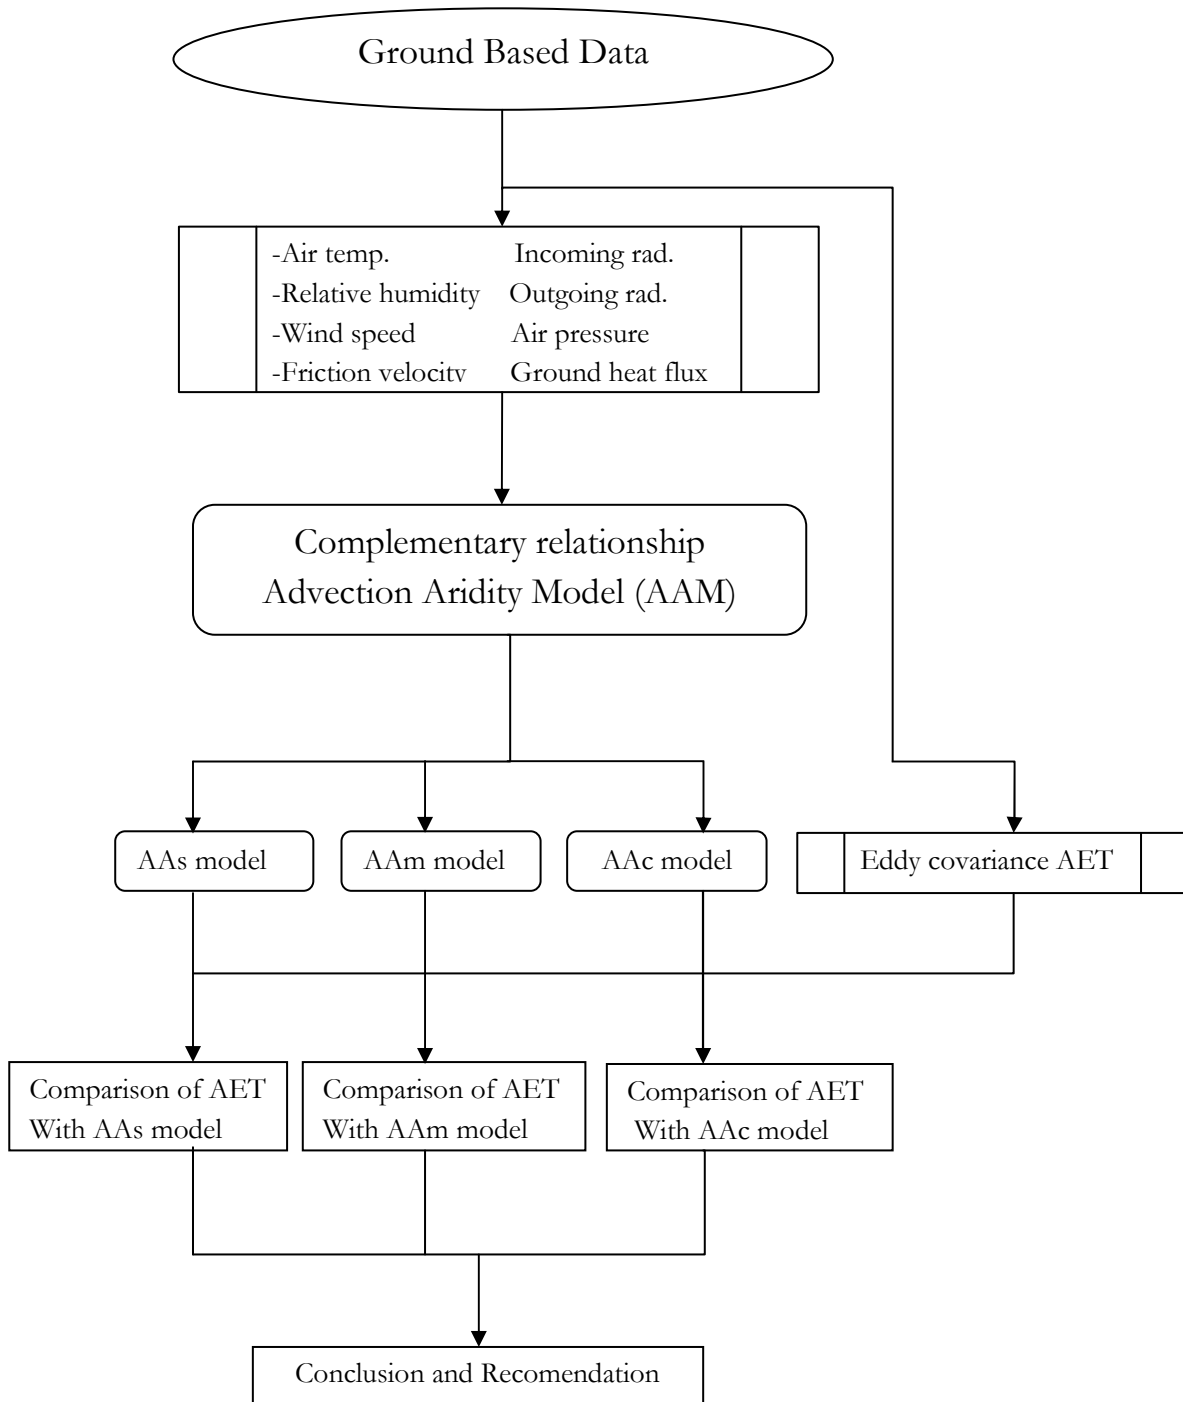 Ground Based Data
-Air temp. Incoming rad.
-Relative humidity Outgoing rad.
-Wind speed Air pressure
-Friction velocity Ground heat flux
Complementary relationship
Advection Aridity Model (AAM)
AAs model
AAm model
AAc model
Eddy covariance AET
Comparison of AET
With AAs model
Comparison of AET
With AAm model
Comparison of AET
With AAc model
Conclusion and Recomendation